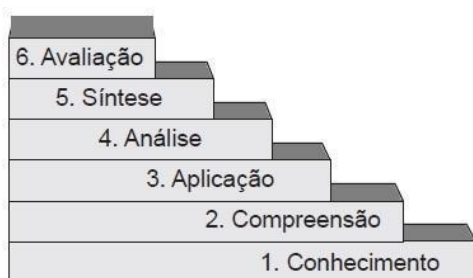 6. Avaliação
5. Síntese
4. Análise
3. Aplicação
2. Compreensão
1. Conhecimento